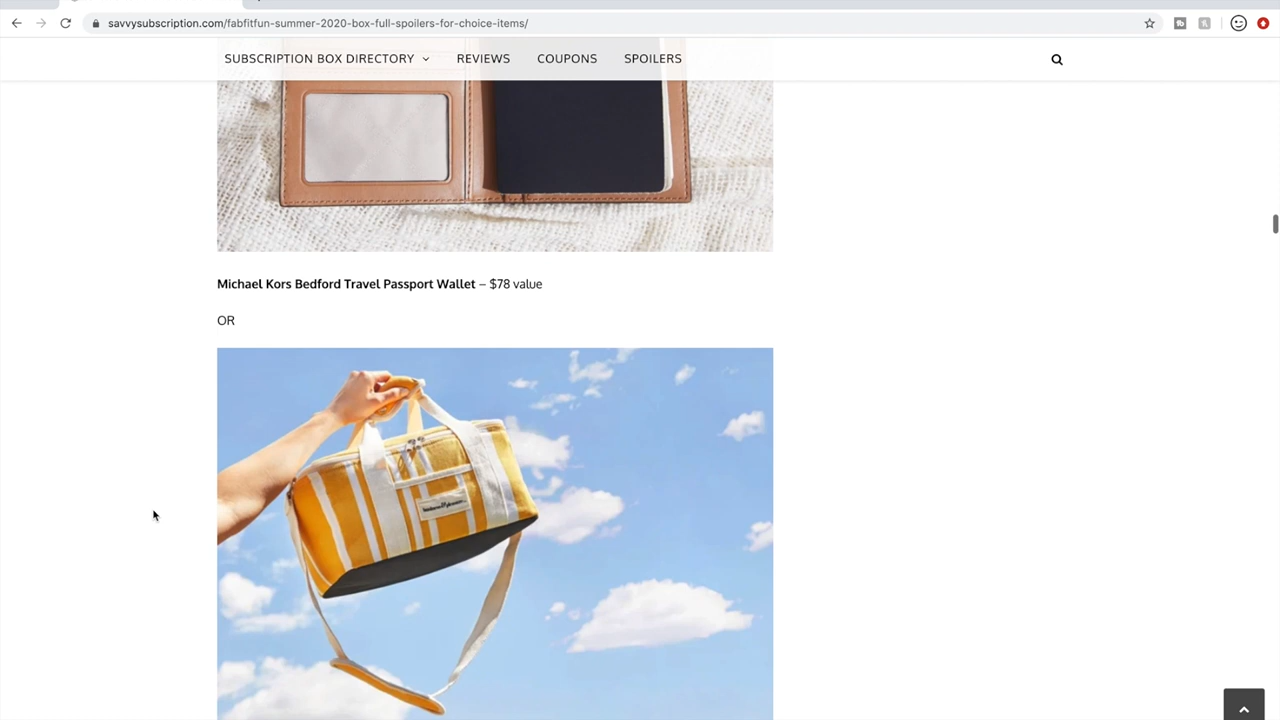 savvysubscription.com/fabfitfun-summer-2020-box-full-spoilers-for-choice-items/
SUBSCRIPTION BOX DIRECTORY REVIEWS COUPONS SPOILERS
Michael Kors Bedford Travel Passport Wallet – $78 value
OR